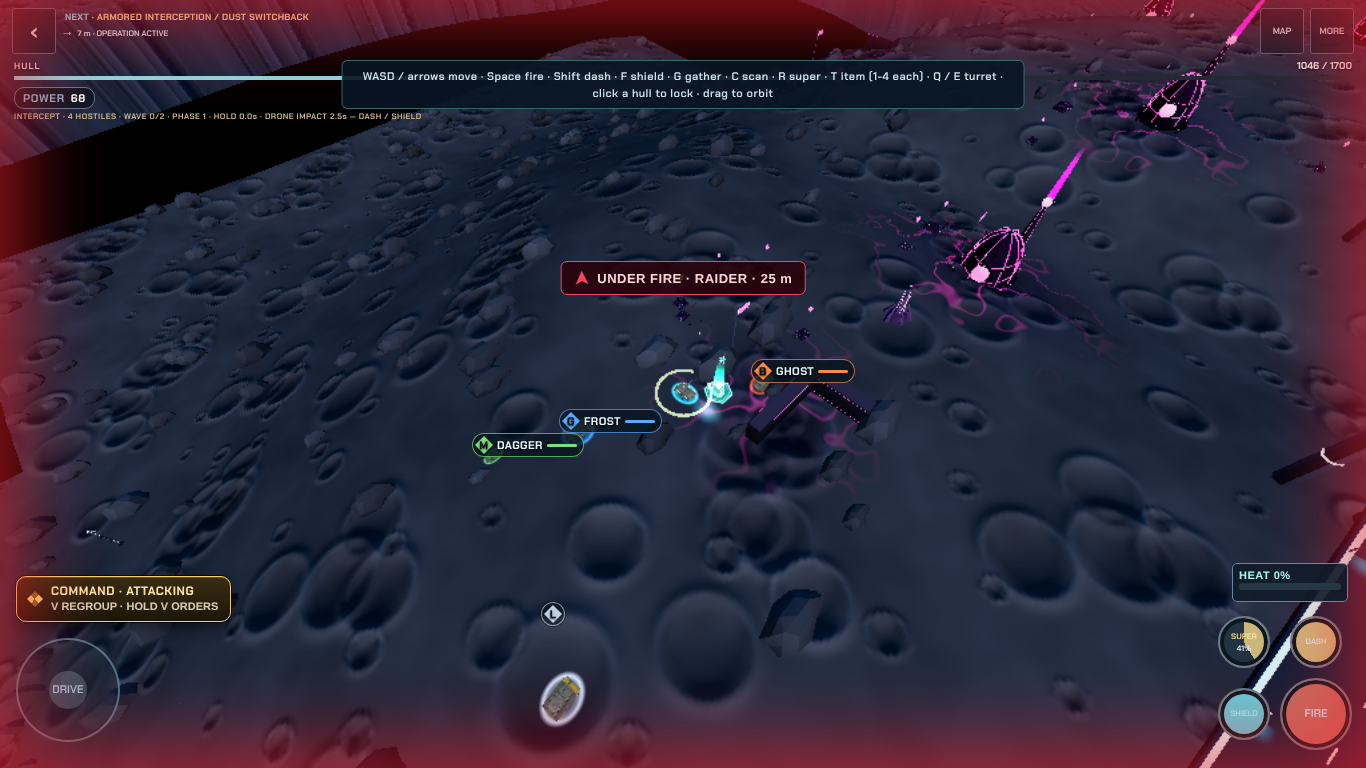 NEXT · ARMORED INTERCEPTION / DUST SWITCHBACK
→ 7 m · OPERATION ACTIVE
MAP
MORE
HULL
1046 / 1700
WASD / arrows move · Space fire · Shift dash · F shield · G gather · C scan · R super · T item (1-4 each) · Q / E turret ·
click a hull to lock · drag to orbit
POWER 68
INTERCEPT · 4 HOSTILES · WAVE 0/2 · PHASE 1 · HOLD 0.0s · DRONE IMPACT 2.5s — DASH / SHIELD
UNDER FIRE · RAIDER · 25 m
GHOST
FROST
M DAGGER
L
COMMAND · ATTACKING
V REGROUP · HOLD V ORDERS
DRIVE
HEAT 0%
SUPER
41%
DASH
SHIELD
FIRE